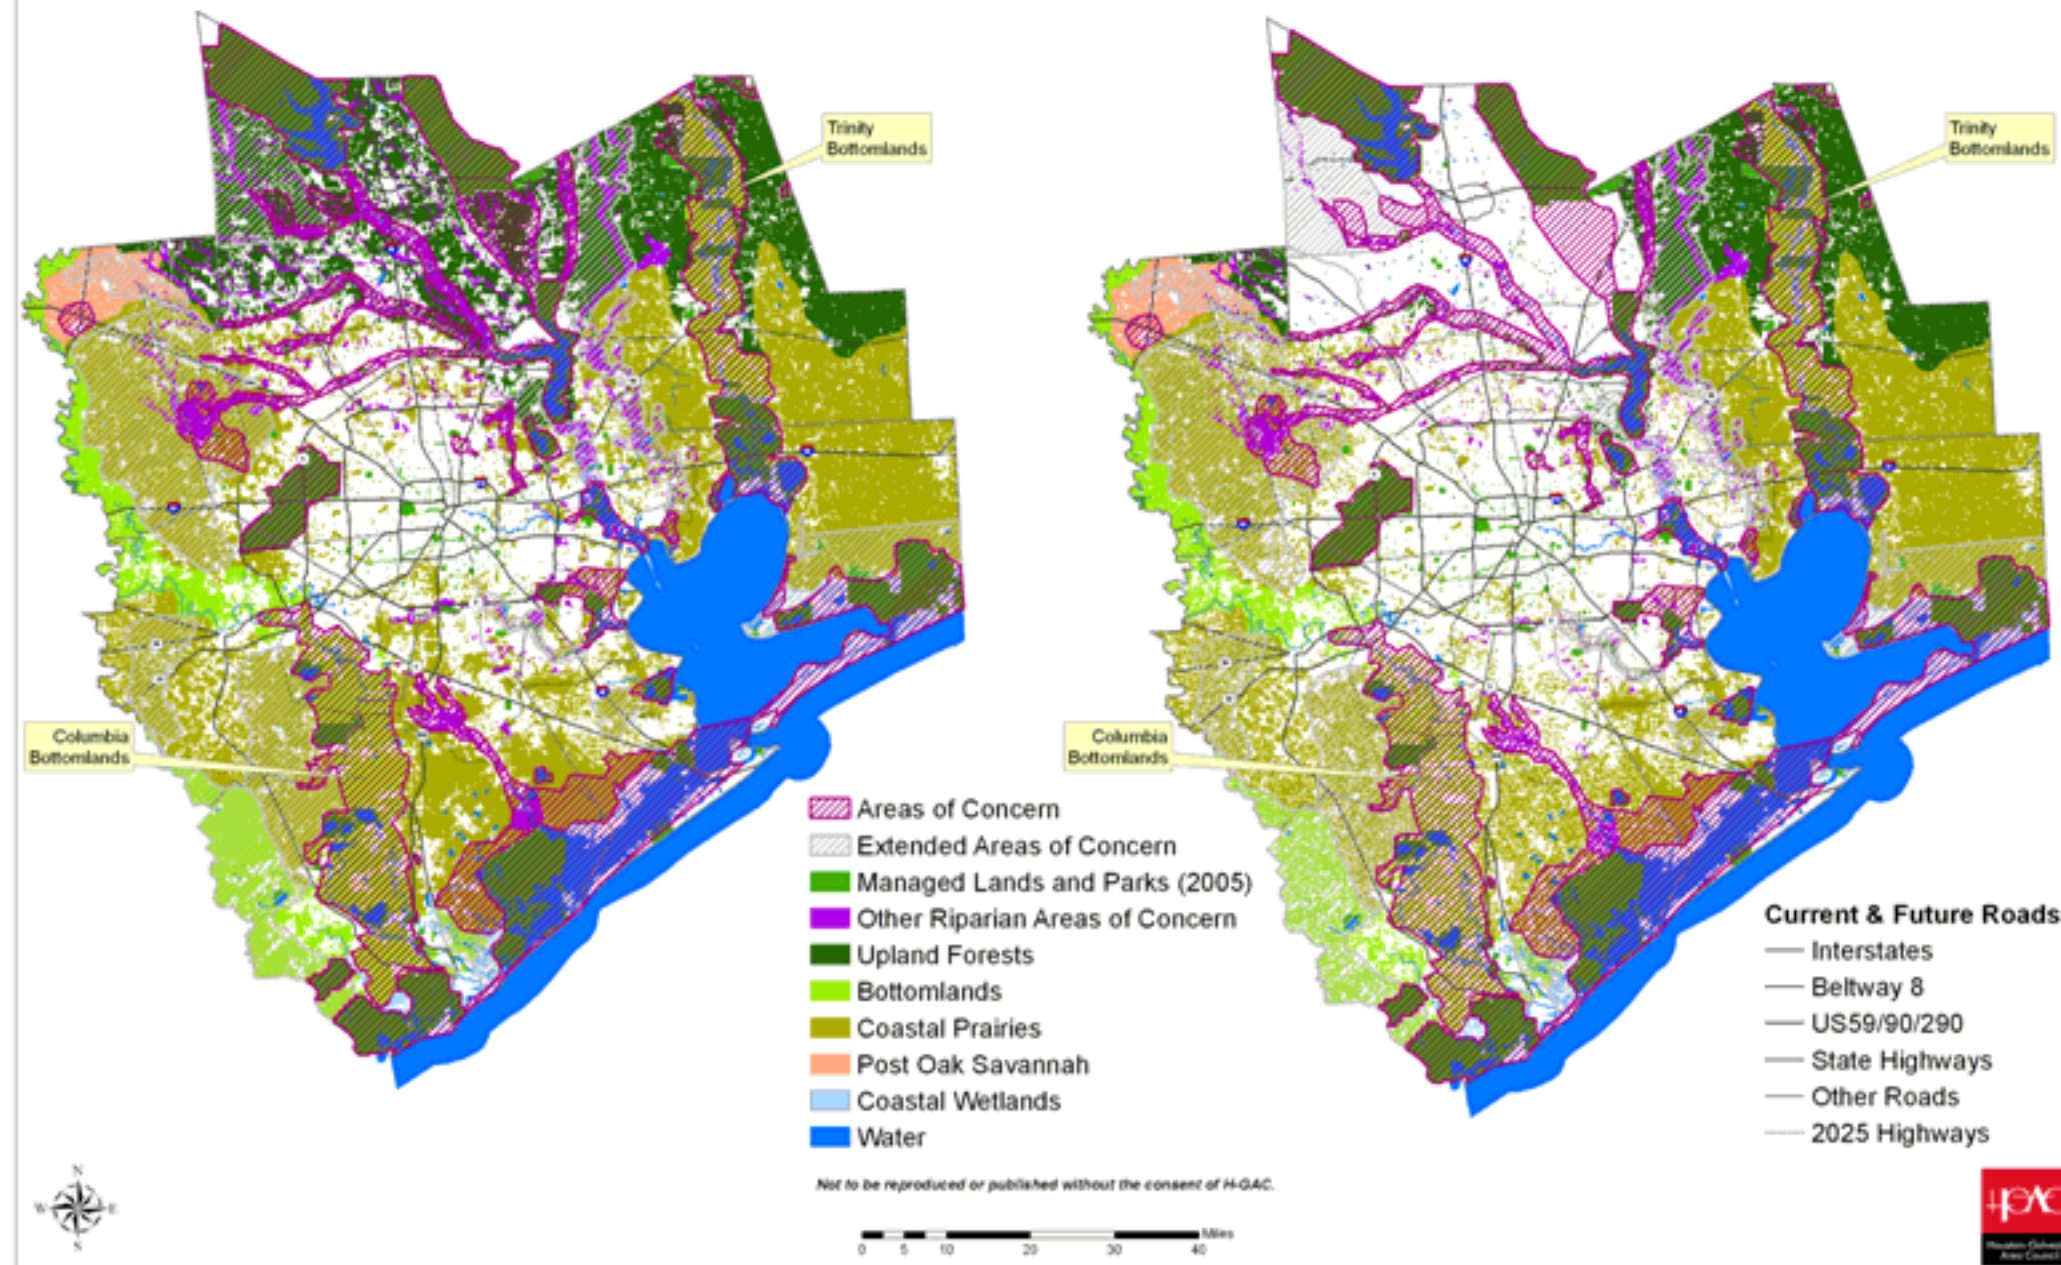 Trinity
Bottomlands
Trinity
Bottomlands
Columbia
Bottomlands
Columbia
Bottomlands
Areas of Concern
Extended Areas of Concern
Managed Lands and Parks (2005)
Other Riparian Areas of Concern
Upland Forests
Bottomlands
Coastal Prairies
Post Oak Savannah
Coastal Wetlands
Water
Current & Future Roads
Interstates
Beltway 8
US59/90/290
State Highways
Other Roads
2025 Highways
Not to be reproduced or published without the consent of H-GAC.
N
W E
S
Miles
0 5 10 20 30 40
Area Council